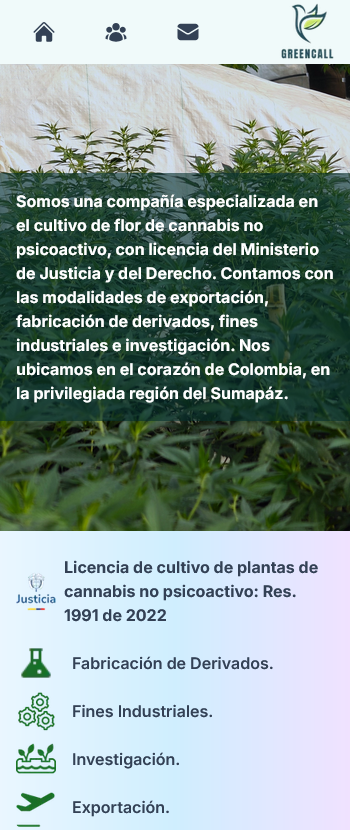 GREENCALL
Somos una compañía especializada en
el cultivo de flor de cannabis no
psicoactivo, con licencia del Ministerio
de Justicia y del Derecho. Contamos con
las modalidades de exportación,
fabricación de derivados, fines
industriales e investigación. Nos
ubicamos en el corazón de Colombia, en
la privilegiada región del Sumapáz.
Licencia de cultivo de plantas de
cannabis no psicoactivo: Res.
1991 de 2022
Justicia
Fabricación de Derivados.
Fines Industriales.
Investigación.
Exportación.